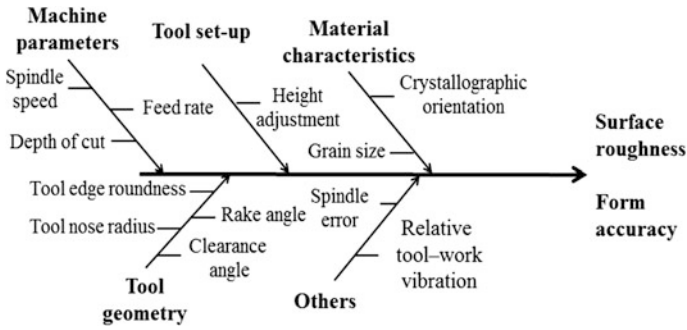 Machine
parameters
Tool set-up
Material
characteristics
Spindle
speed
Feed rate
Depth of cut
Height
adjustment
Crystallographic
orientation
Grain size
Surface
roughness
Form
accuracy
Tool edge roundness
Tool nose radius
Rake angle
Clearance
angle
Tool
geometry
Spindle
error
Relative
tool–work
vibration
Others